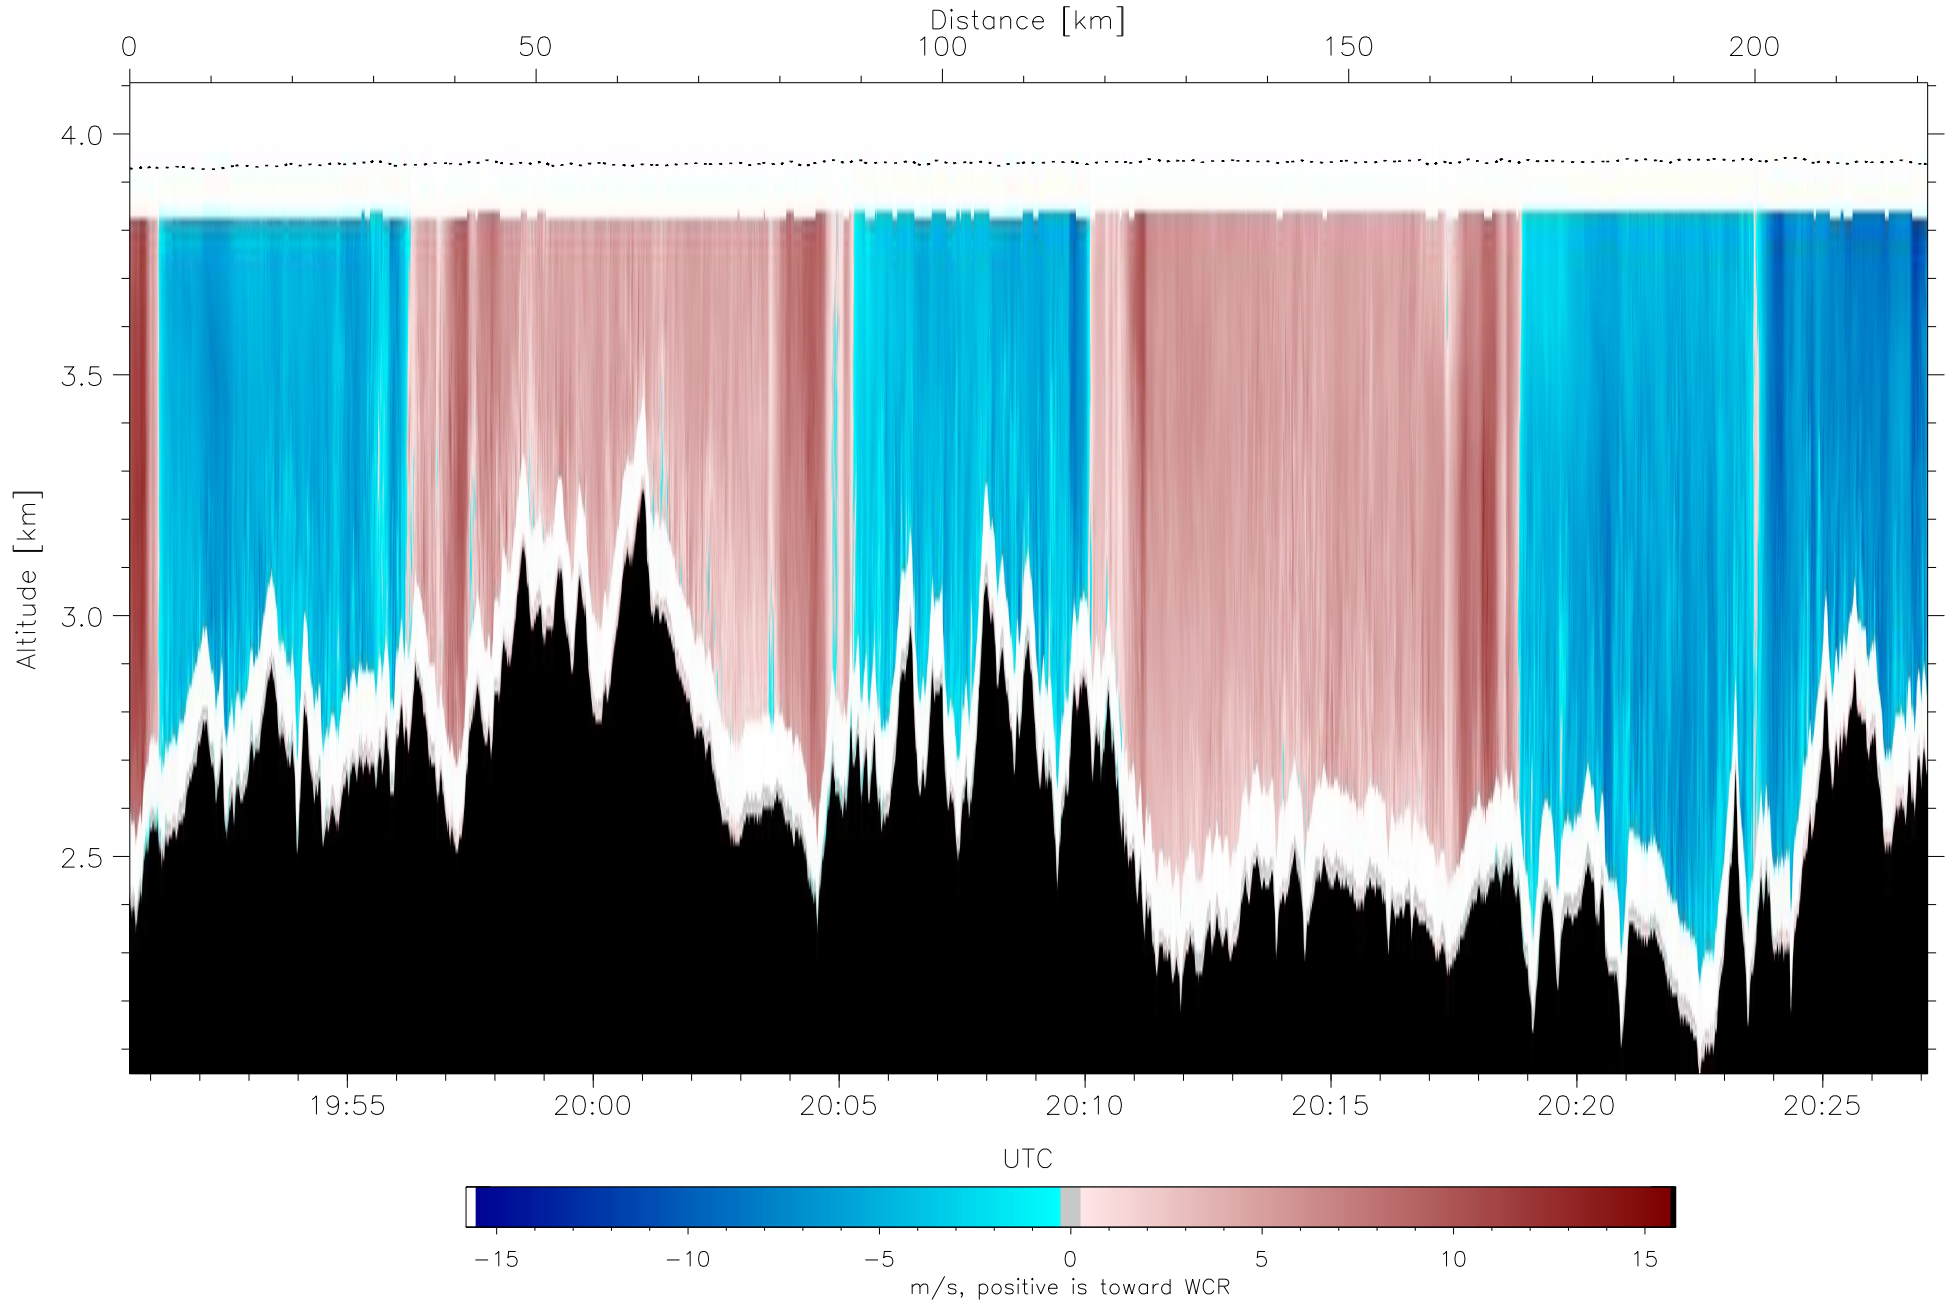 Distance [km]
0 50 100 150 200
4.0
3.5
3.0
2.5
Altitude [km]
19:55 20:00 20:05 20:10 20:15 20:20 20:25
UTC
−15 −10 −5 0 5 10 15
m/s, positive is toward WCR